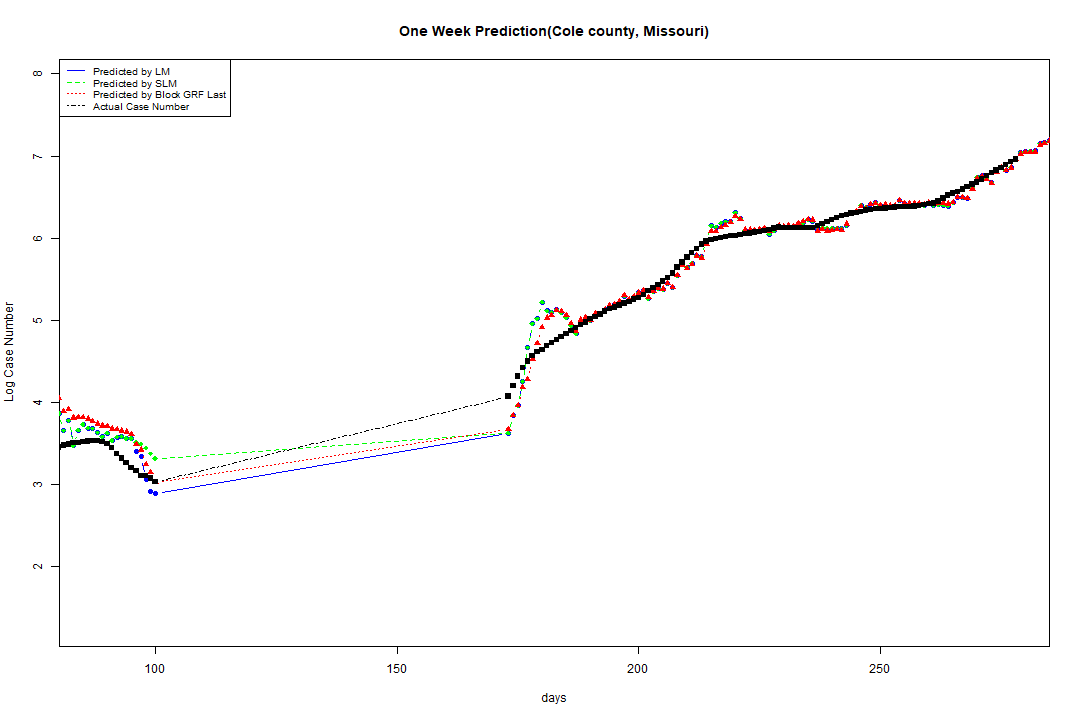 One Week Prediction(Cole county, Missouri)
Predicted by LM
Predicted by SLM
Predicted by Block GRF Last
Actual Case Number
8
7
6
5
4
3
2
Log Case Number
100
150
200
250
days